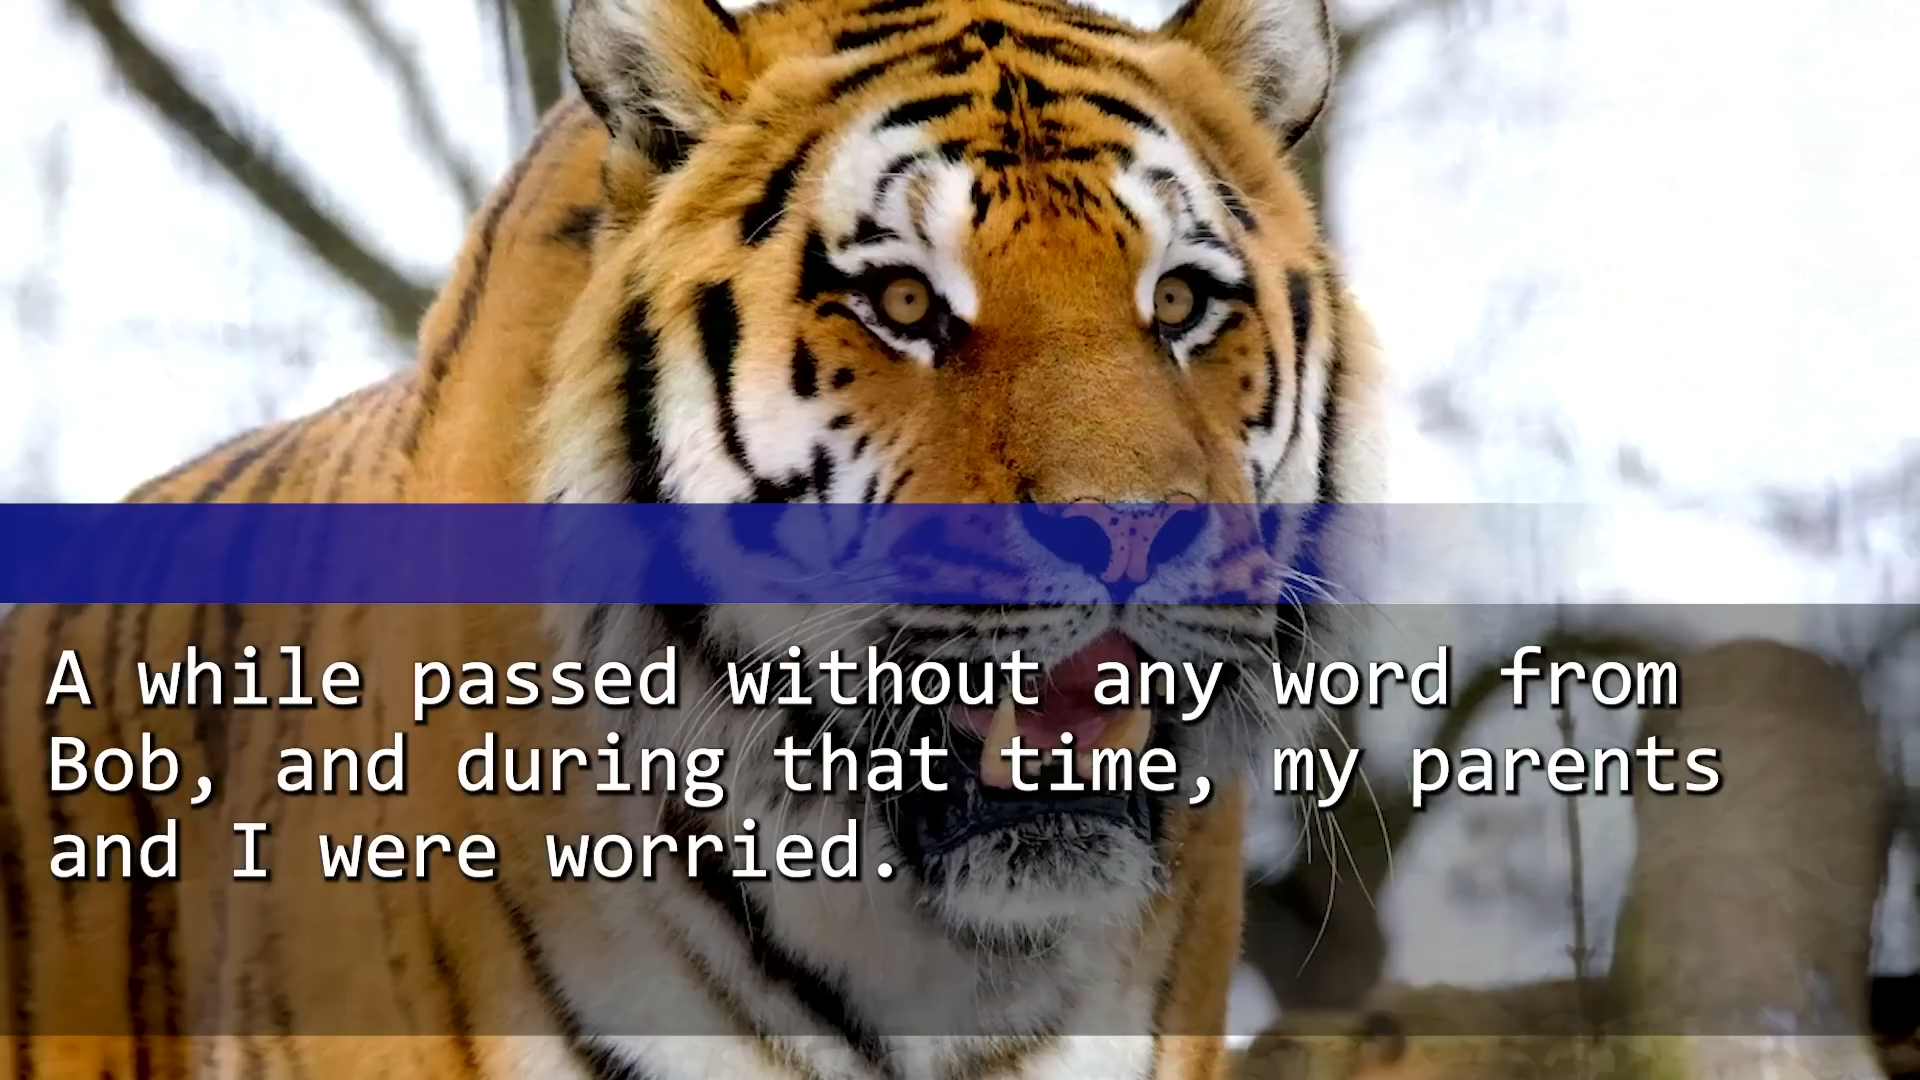 A while passed without any word from
Bob, and during that time, my parents
and I were worried.